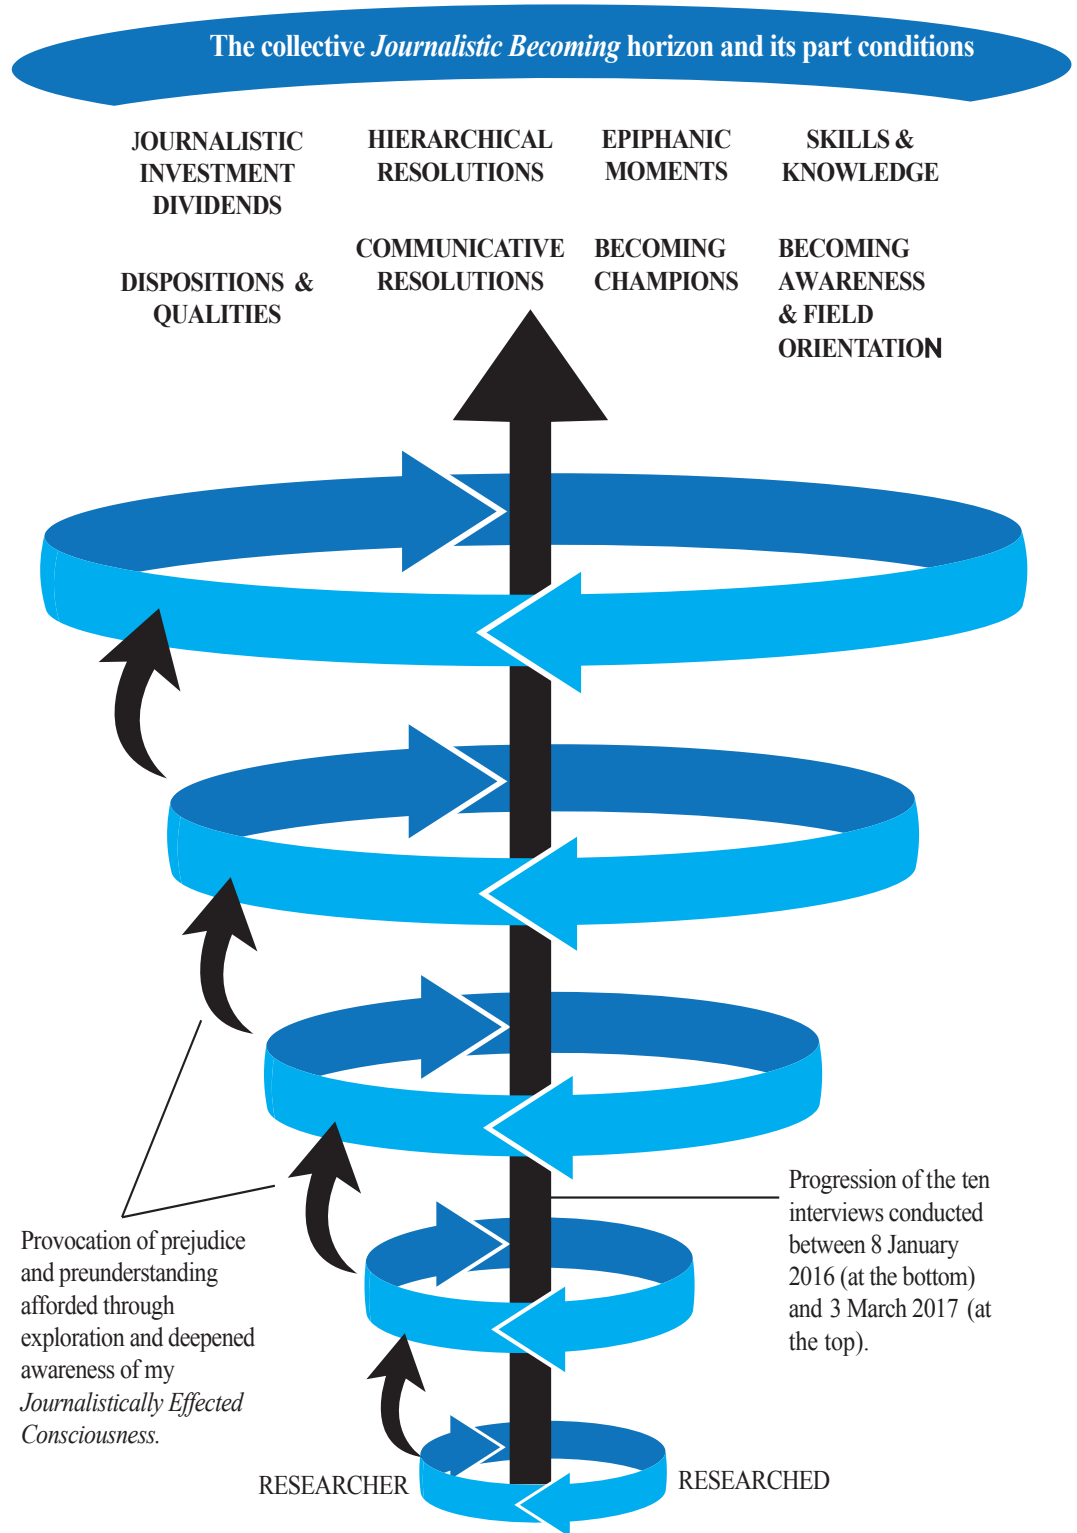 The collective Journalistic Becoming horizon and its part conditions
JOURNALISTIC
INVESTMENT
DIVIDENDS
HIERARCHICAL
RESOLUTIONS
EPIPHANIC
MOMENTS
SKILLS &
KNOWLEDGE
DISPOSITIONS &
QUALITIES
COMMUNICATIVE
RESOLUTIONS
BECOMING
CHAMPIONS
BECOMING
AWARENESS
& FIELD
ORIENTATION
Provocation of prejudice
and preunderstanding
afforded through
exploration and deepened
awareness of my
Journalistically Effected
Consciousness.
Progression of the ten
interviews conducted
between 8 January
2016 (at the bottom)
and 3 March 2017 (at
the top).
RESEARCHER
RESEARCHED